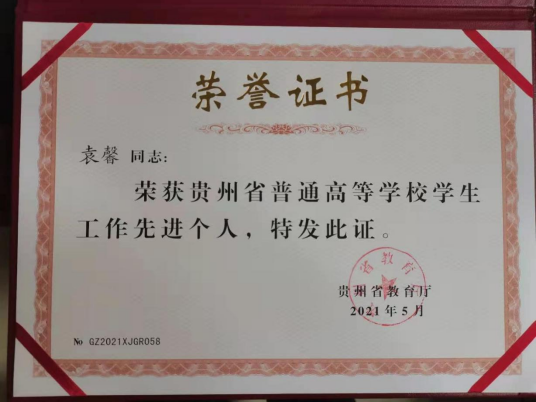 荣誉证书
袁馨 同志:
荣获贵州省普通高等学校学生
工作先进个人，特发此证。
贵州省教育厅
2021年5月
№ GZ2021XJGR058